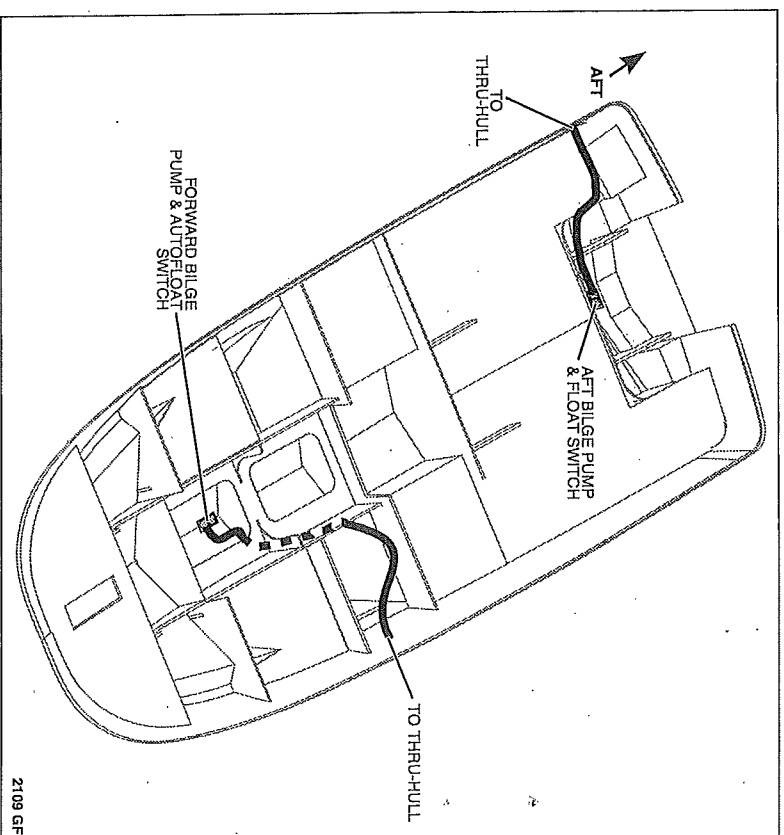 AFT
TO
THRU-HULL
AFT BILGE PUMP
& FLOAT SWITCH
FORWARD BILGE
PUMP & AUTOFLOAT
SWITCH
TO THRU-HULL
2109 GF